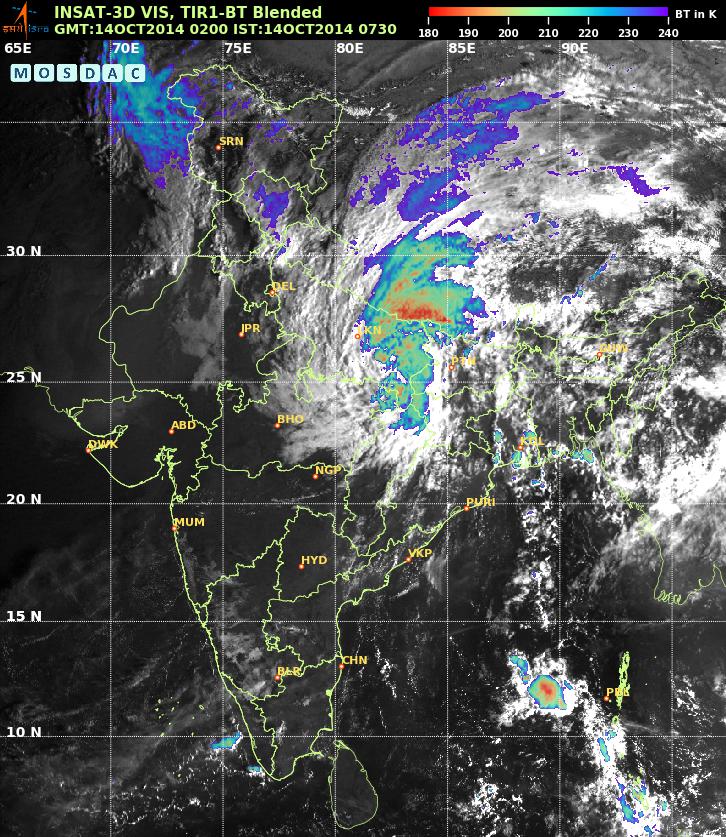 INSAT-3D VIS, TIR1-BT Blended
GMT:14OCT2014 0200 IST:14OCT2014 0730
BT in K
180 190 200 210 220 230 240
65E 70E 75E 80E 85E 90E
MOSDAC
SRN
30 N
DEL
JPR
LKN
GUW
PTN
25 N
ABD
BHO
DWK
KOL
NGP
20 N
PURI
MUM
HYD
VKP
15 N
CHN
BLR
PBL
10 N